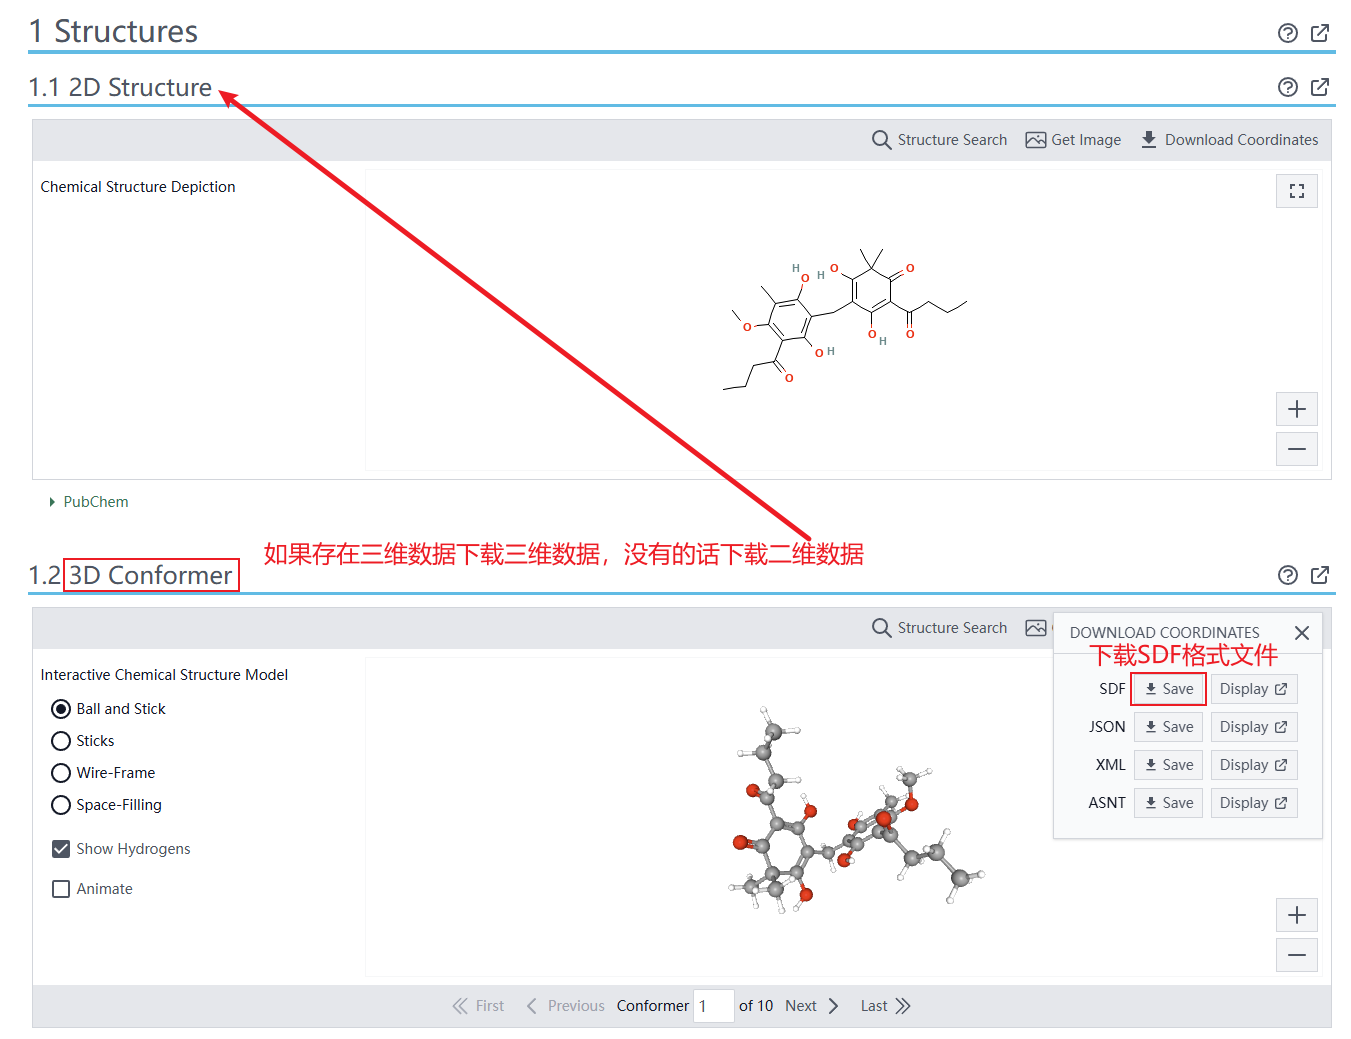 1 Structures
1.1 2D Structure
Structure Search Get Image Download Coordinates
Chemical Structure Depiction
H O H O O
O
O H
O H O
O
PubChem
如果存在三维数据下载三维数据，没有的话下载二维数据
1.2 3D Conformer
Structure Search
DOWNLOAD COORDINATES
下载SDF格式文件
Interactive Chemical Structure Model
SDF Save Display
Ball and Stick
JSON Save Display
Sticks
XML Save Display
Wire-Frame
ASNT Save Display
Space-Filling
Show Hydrogens
Animate
First Previous Conformer 1 of 10 Next Last